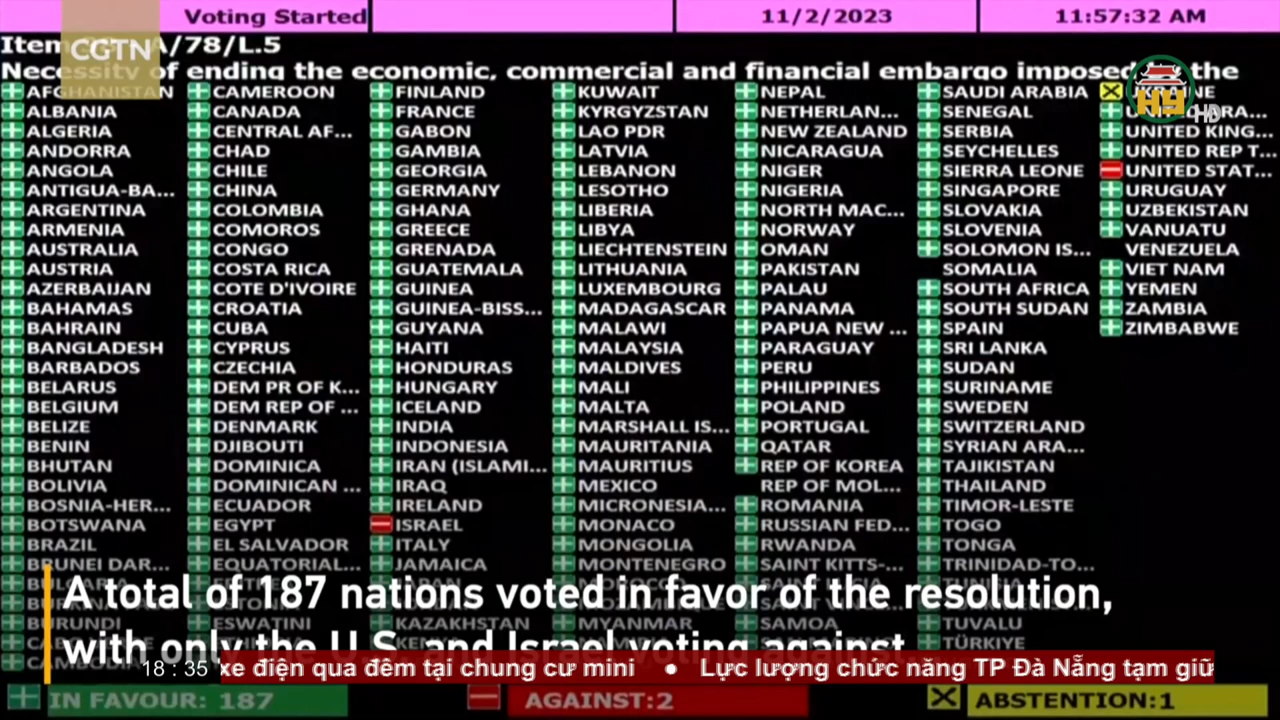 Voting Started 11/2/2023 11:57:32 AM
CGTN
Item A/78/L.5
Necessity of ending the economic, commercial and financial embargo imposed by the
HY HD
AFGHANISTAN CAMEROON FINLAND KUWAIT NEPAL SAUDI ARABIA UKRAINE
ALBANIA CANADA FRANCE KYRGYZSTAN NETHERLAN... SENEGAL
ALGERIA CENTRAL AF... GABON LAO PDR NEW ZEALAND SERBIA UNITED KING...
ANDORRA CHAD GAMBIA LATVIA NICARAGUA SEYCHELLES UNITED REP T...
ANGOLA CHILE GEORGIA LEBANON NIGER SIERRA LEONE UNITED STAT...
ANTIGUA-BA... CHINA GERMANY LESOTHO NIGERIA SINGAPORE URUGUAY
ARGENTINA COLOMBIA GHANA LIBERIA NORTH MAC... SLOVAKIA UZBEKISTAN
ARMENIA COMOROS GREECE LIBYA NORWAY SLOVENIA VANUATU
AUSTRALIA CONGO GRENADA LIECHTENSTEIN OMAN SOLOMON IS... VENEZUELA
AUSTRIA COSTA RICA GUATEMALA LITHUANIA PAKISTAN SOMALIA VIET NAM
AZERBAIJAN COTE D'IVOIRE GUINEA LUXEMBOURG PALAU SOUTH AFRICA YEMEN
BAHAMAS CROATIA GUINEA-BISS... MADAGASCAR PANAMA SOUTH SUDAN ZAMBIA
BAHRAIN CUBA GUYANA MALAWI PAPUA NEW ... SPAIN ZIMBABWE
BANGLADESH CYPRUS HAITI MALAYSIA PARAGUAY SRI LANKA
BARBADOS CZECHIA HONDURAS MALDIVES PERU SUDAN
BELARUS DEM PR OF K... HUNGARY MALI PHILIPPINES SURINAME
BELGIUM DEM REP OF ... ICELAND MALTA POLAND SWEDEN
BELIZE DENMARK INDIA MARSHALL IS... PORTUGAL SWITZERLAND
BENIN DJIBOUTI INDONESIA MAURITANIA QATAR SYRIAN ARA...
BHUTAN DOMINICA IRAN (ISLAMI... MAURITIUS REP OF KOREA TAJIKISTAN
BOLIVIA DOMINICAN ... IRAQ MEXICO REP OF MOL... THAILAND
BOSNIA-HER... ECUADOR IRELAND MICRONESIA... ROMANIA TIMOR-LESTE
BOTSWANA EGYPT ISRAEL MONACO RUSSIAN FED... TOGO
BRAZIL EL SALVADOR ITALY MONGOLIA RWANDA TONGA
BRUNEI DAR... EQUATORIAL... JAMAICA MONTENEGRO SAINT KITTS-... TRINIDAD-TO...
A total of 187 nations voted in favor of the resolution,
BURUNDI ESWATINI KAZAKHSTAN MYANMAR SAMOA TUVALU
with only the U.S. and Israel voting against
TÜRKIYE
18 : 35 xe điện qua đêm tại chung cư mini ● Lực lượng chức năng TP Đà Nẵng tạm giữ
IN FAVOUR: 187 AGAINST:2 ABSTENTION:1